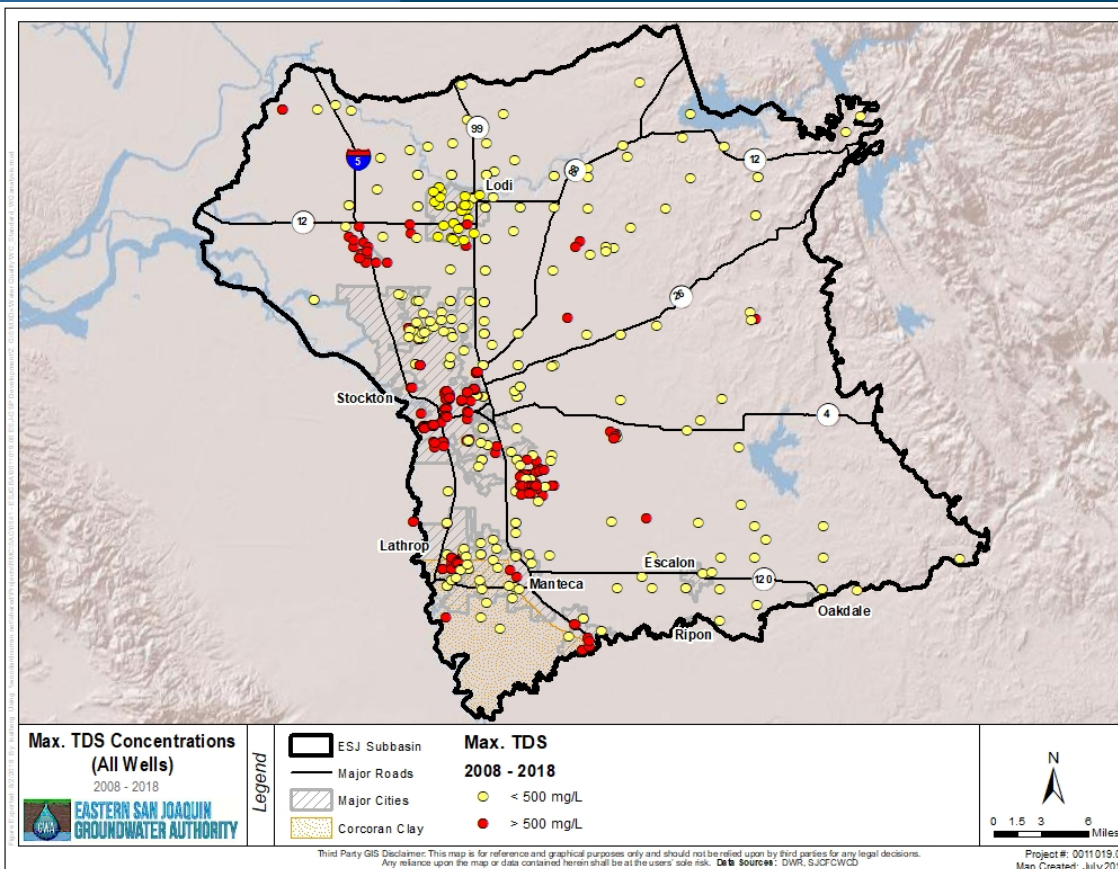 99
5
88
12
Lodi
12
26
Stockton
4
Lathrop
Escalon
Manteca
120
Oakdale
Ripon
Max. TDS Concentrations
(All Wells)
2008 - 2018
GWA
EASTERN SAN JOAQUIN
GROUNDWATER AUTHORITY
Legend
ESJ Subbasin
Major Roads
Major Cities
Corcoran Clay
Max. TDS
2008 - 2018
< 500 mg/L
> 500 mg/L
N
0 1.5 3 6
Miles
Third Party GIS Disclaimer: This map is for reference and graphical purposes only and should not be relied upon by third parties for any legal decisions.
Any reliance upon the map or data contained herein shall be at the users' sole risk. Data Sources: DWR, SJCFCWCD
Project #: 0011019.0
Map Created: July 201